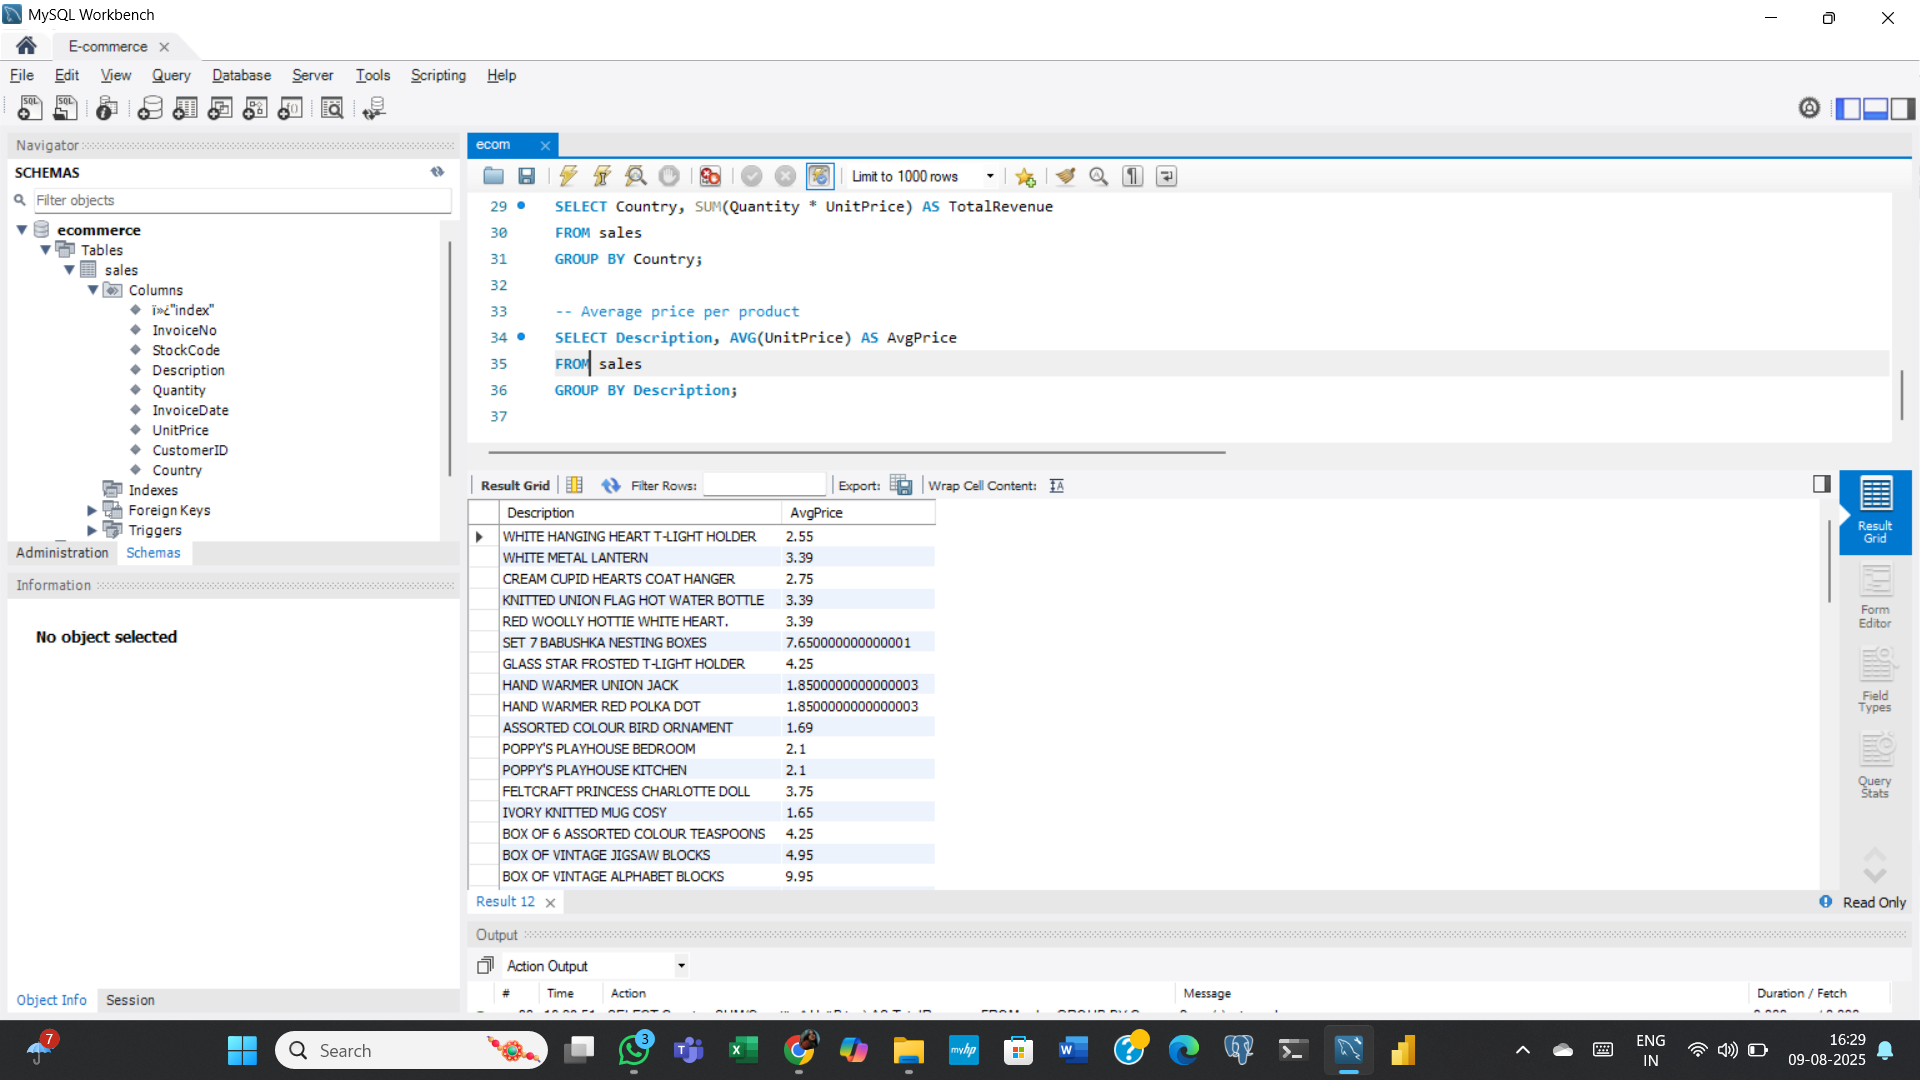 MySQL Workbench
E-commerce
File Edit View Query Database Server Tools Scripting Help
Navigator
SCHEMAS
Filter objects
ecommerce
Tables
sales
Columns
ï»¿"index"
InvoiceNo
StockCode
Description
Quantity
InvoiceDate
UnitPrice
CustomerID
Country
Indexes
Foreign Keys
Triggers
Administration Schemas
Information
No object selected
Object Info Session
ecom
Limit to 1000 rows
29 SELECT Country, SUM(Quantity * UnitPrice) AS TotalRevenue
30 FROM sales
31 GROUP BY Country;
32
33 -- Average price per product
34 SELECT Description, AVG(UnitPrice) AS AvgPrice
35 FROM sales
36 GROUP BY Description;
37
Result Grid Filter Rows: Export: Wrap Cell Content:
Description AvgPrice
WHITE HANGING HEART T-LIGHT HOLDER 2.55
WHITE METAL LANTERN 3.39
CREAM CUPID HEARTS COAT HANGER 2.75
KNITTED UNION FLAG HOT WATER BOTTLE 3.39
RED WOOLLY HOTTIE WHITE HEART. 3.39
SET 7 BABUSHKA NESTING BOXES 7.650000000000001
GLASS STAR FROSTED T-LIGHT HOLDER 4.25
HAND WARMER UNION JACK 1.8500000000000003
HAND WARMER RED POLKA DOT 1.8500000000000003
ASSORTED COLOUR BIRD ORNAMENT 1.69
POPPY'S PLAYHOUSE BEDROOM 2.1
POPPY'S PLAYHOUSE KITCHEN 2.1
FELTCRAFT PRINCESS CHARLOTTE DOLL 3.75
IVORY KNITTED MUG COSY 1.65
BOX OF 6 ASSORTED COLOUR TEASPOONS 4.25
BOX OF VINTAGE JIGSAW BLOCKS 4.95
BOX OF VINTAGE ALPHABET BLOCKS 9.95
Result Grid
Form Editor
Field Types
Query Stats
Result 12
Read Only
Output
Action Output
# Time Action Message Duration / Fetch
7
Search
3
myhp
ENG
IN
16:29
09-08-2025